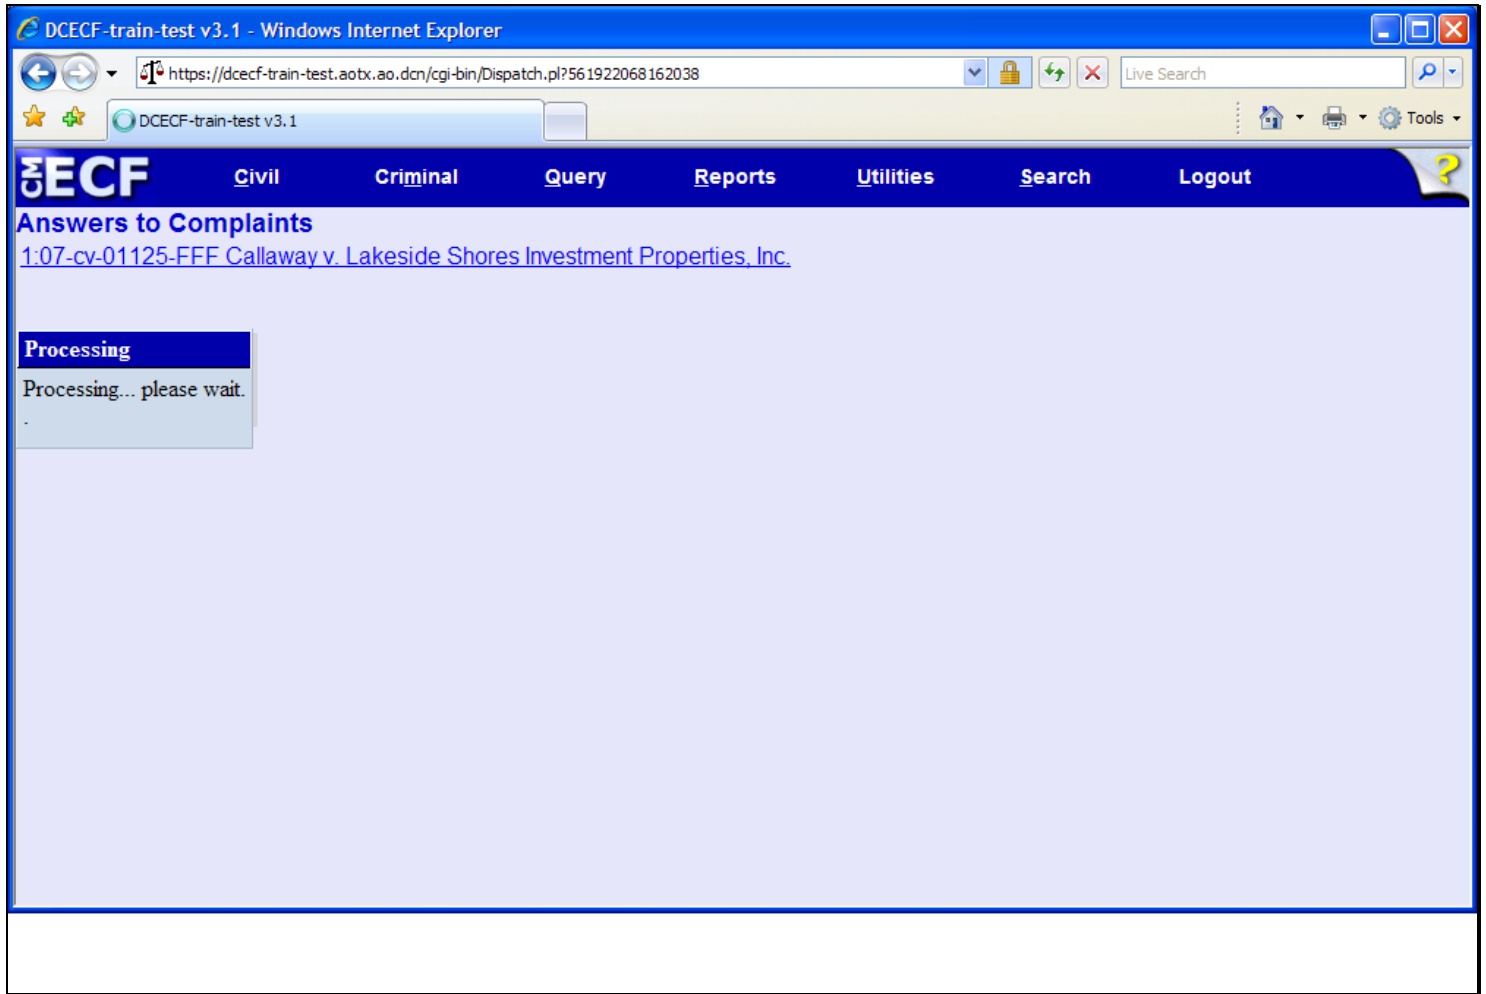 DCECF-train-test v3.1 - Windows Internet Explorer
https://dcecf-train-test.aotx.ao.dcn/cgi-bin/Dispatch.pl?561922068162038
Live Search
DCECF-train-test v3.1
Tools
CM ECF Civil Criminal Query Reports Utilities Search Logout ?
Answers to Complaints
1:07-cv-01125-FFF Callaway v. Lakeside Shores Investment Properties, Inc.
Processing
Processing... please wait.
.